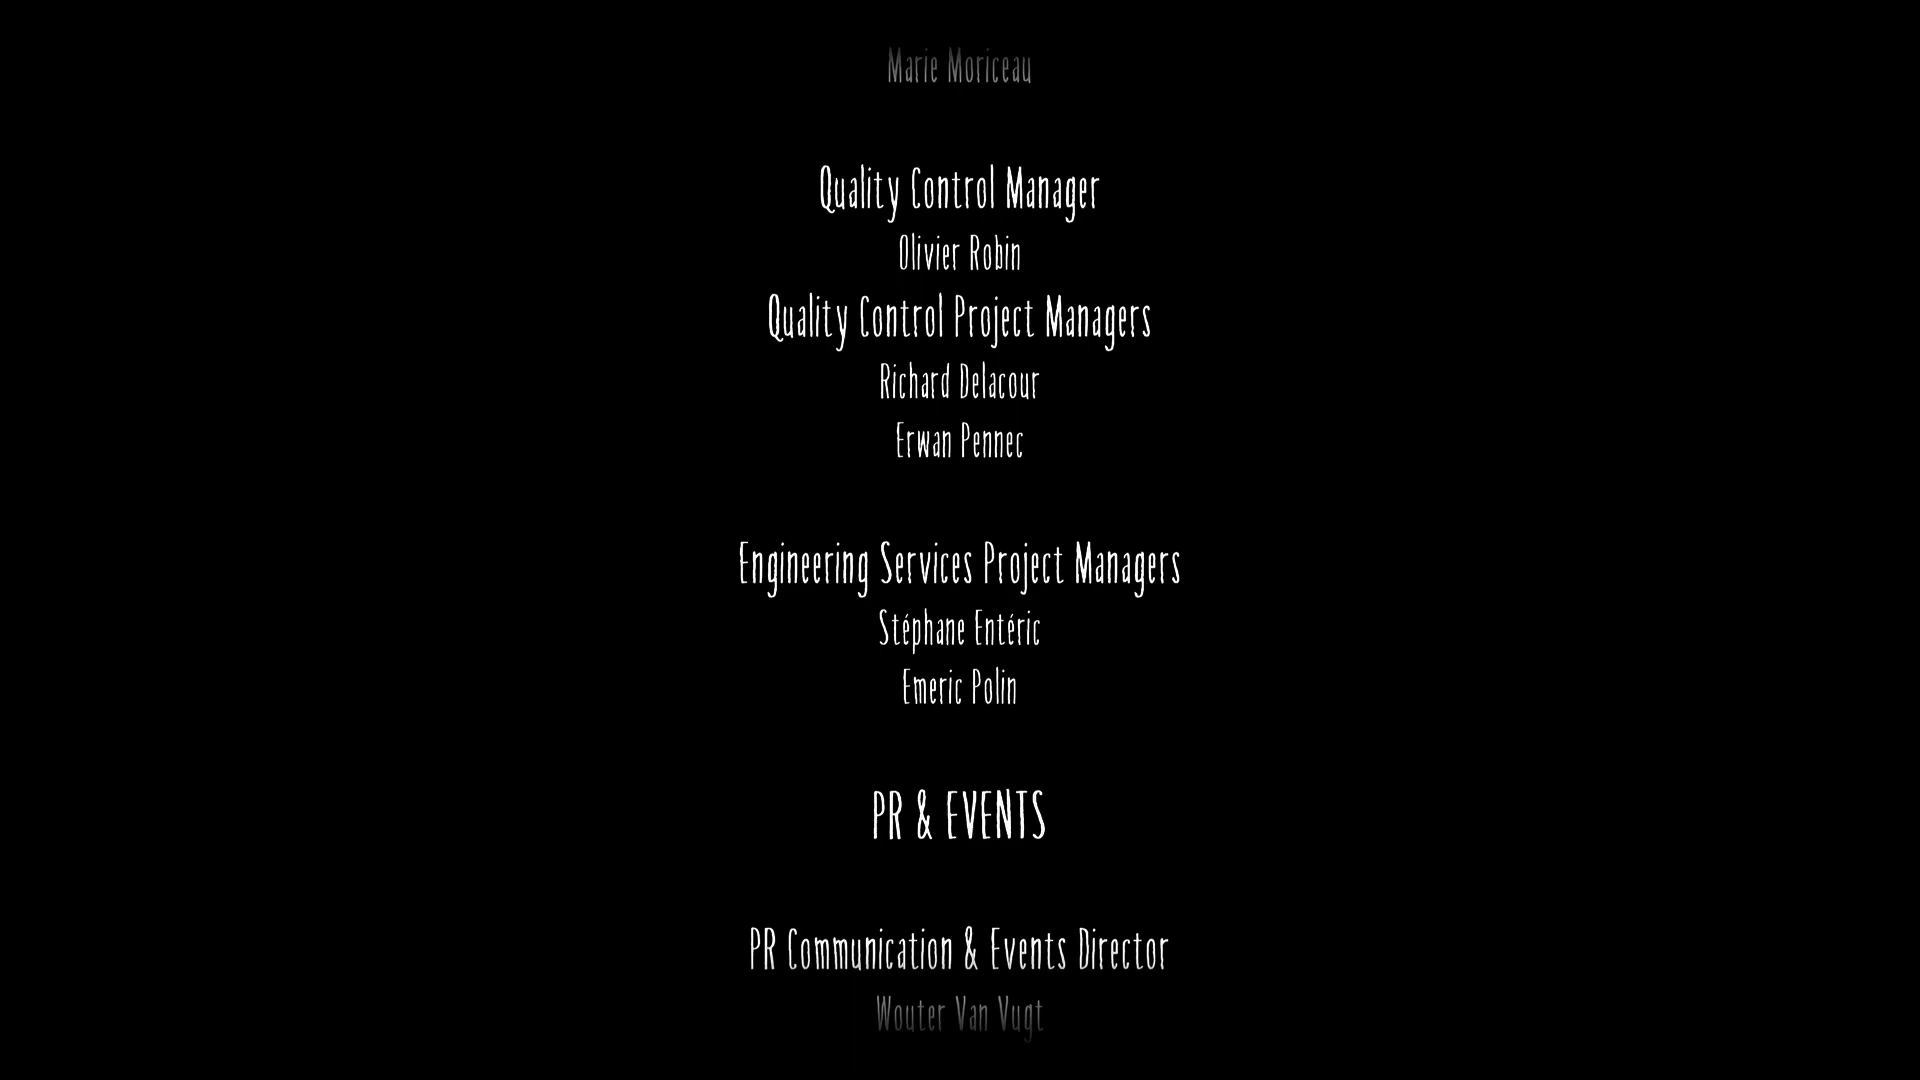 Marie Moriceau
Quality Control Manager
Olivier Robin
Quality Control Project Managers
Richard Delacour
Erwan Pennec
Engineering Services Project Managers
Stéphane Entéric
Emeric Polin
PR & EVENTS
PR Communication & Events Director
Wouter Van Vugt